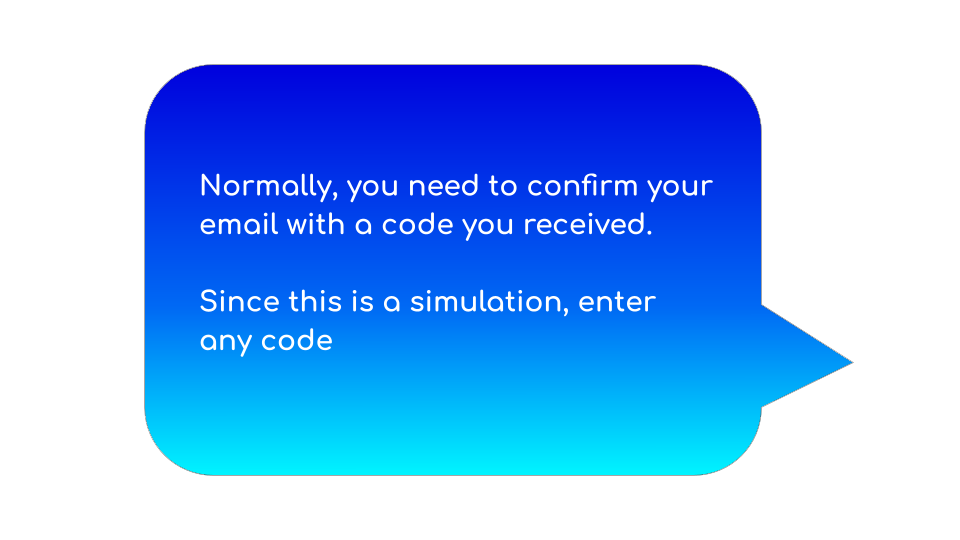 Normally, you need to confirm your
email with a code you received.
Since this is a simulation, enter
any code